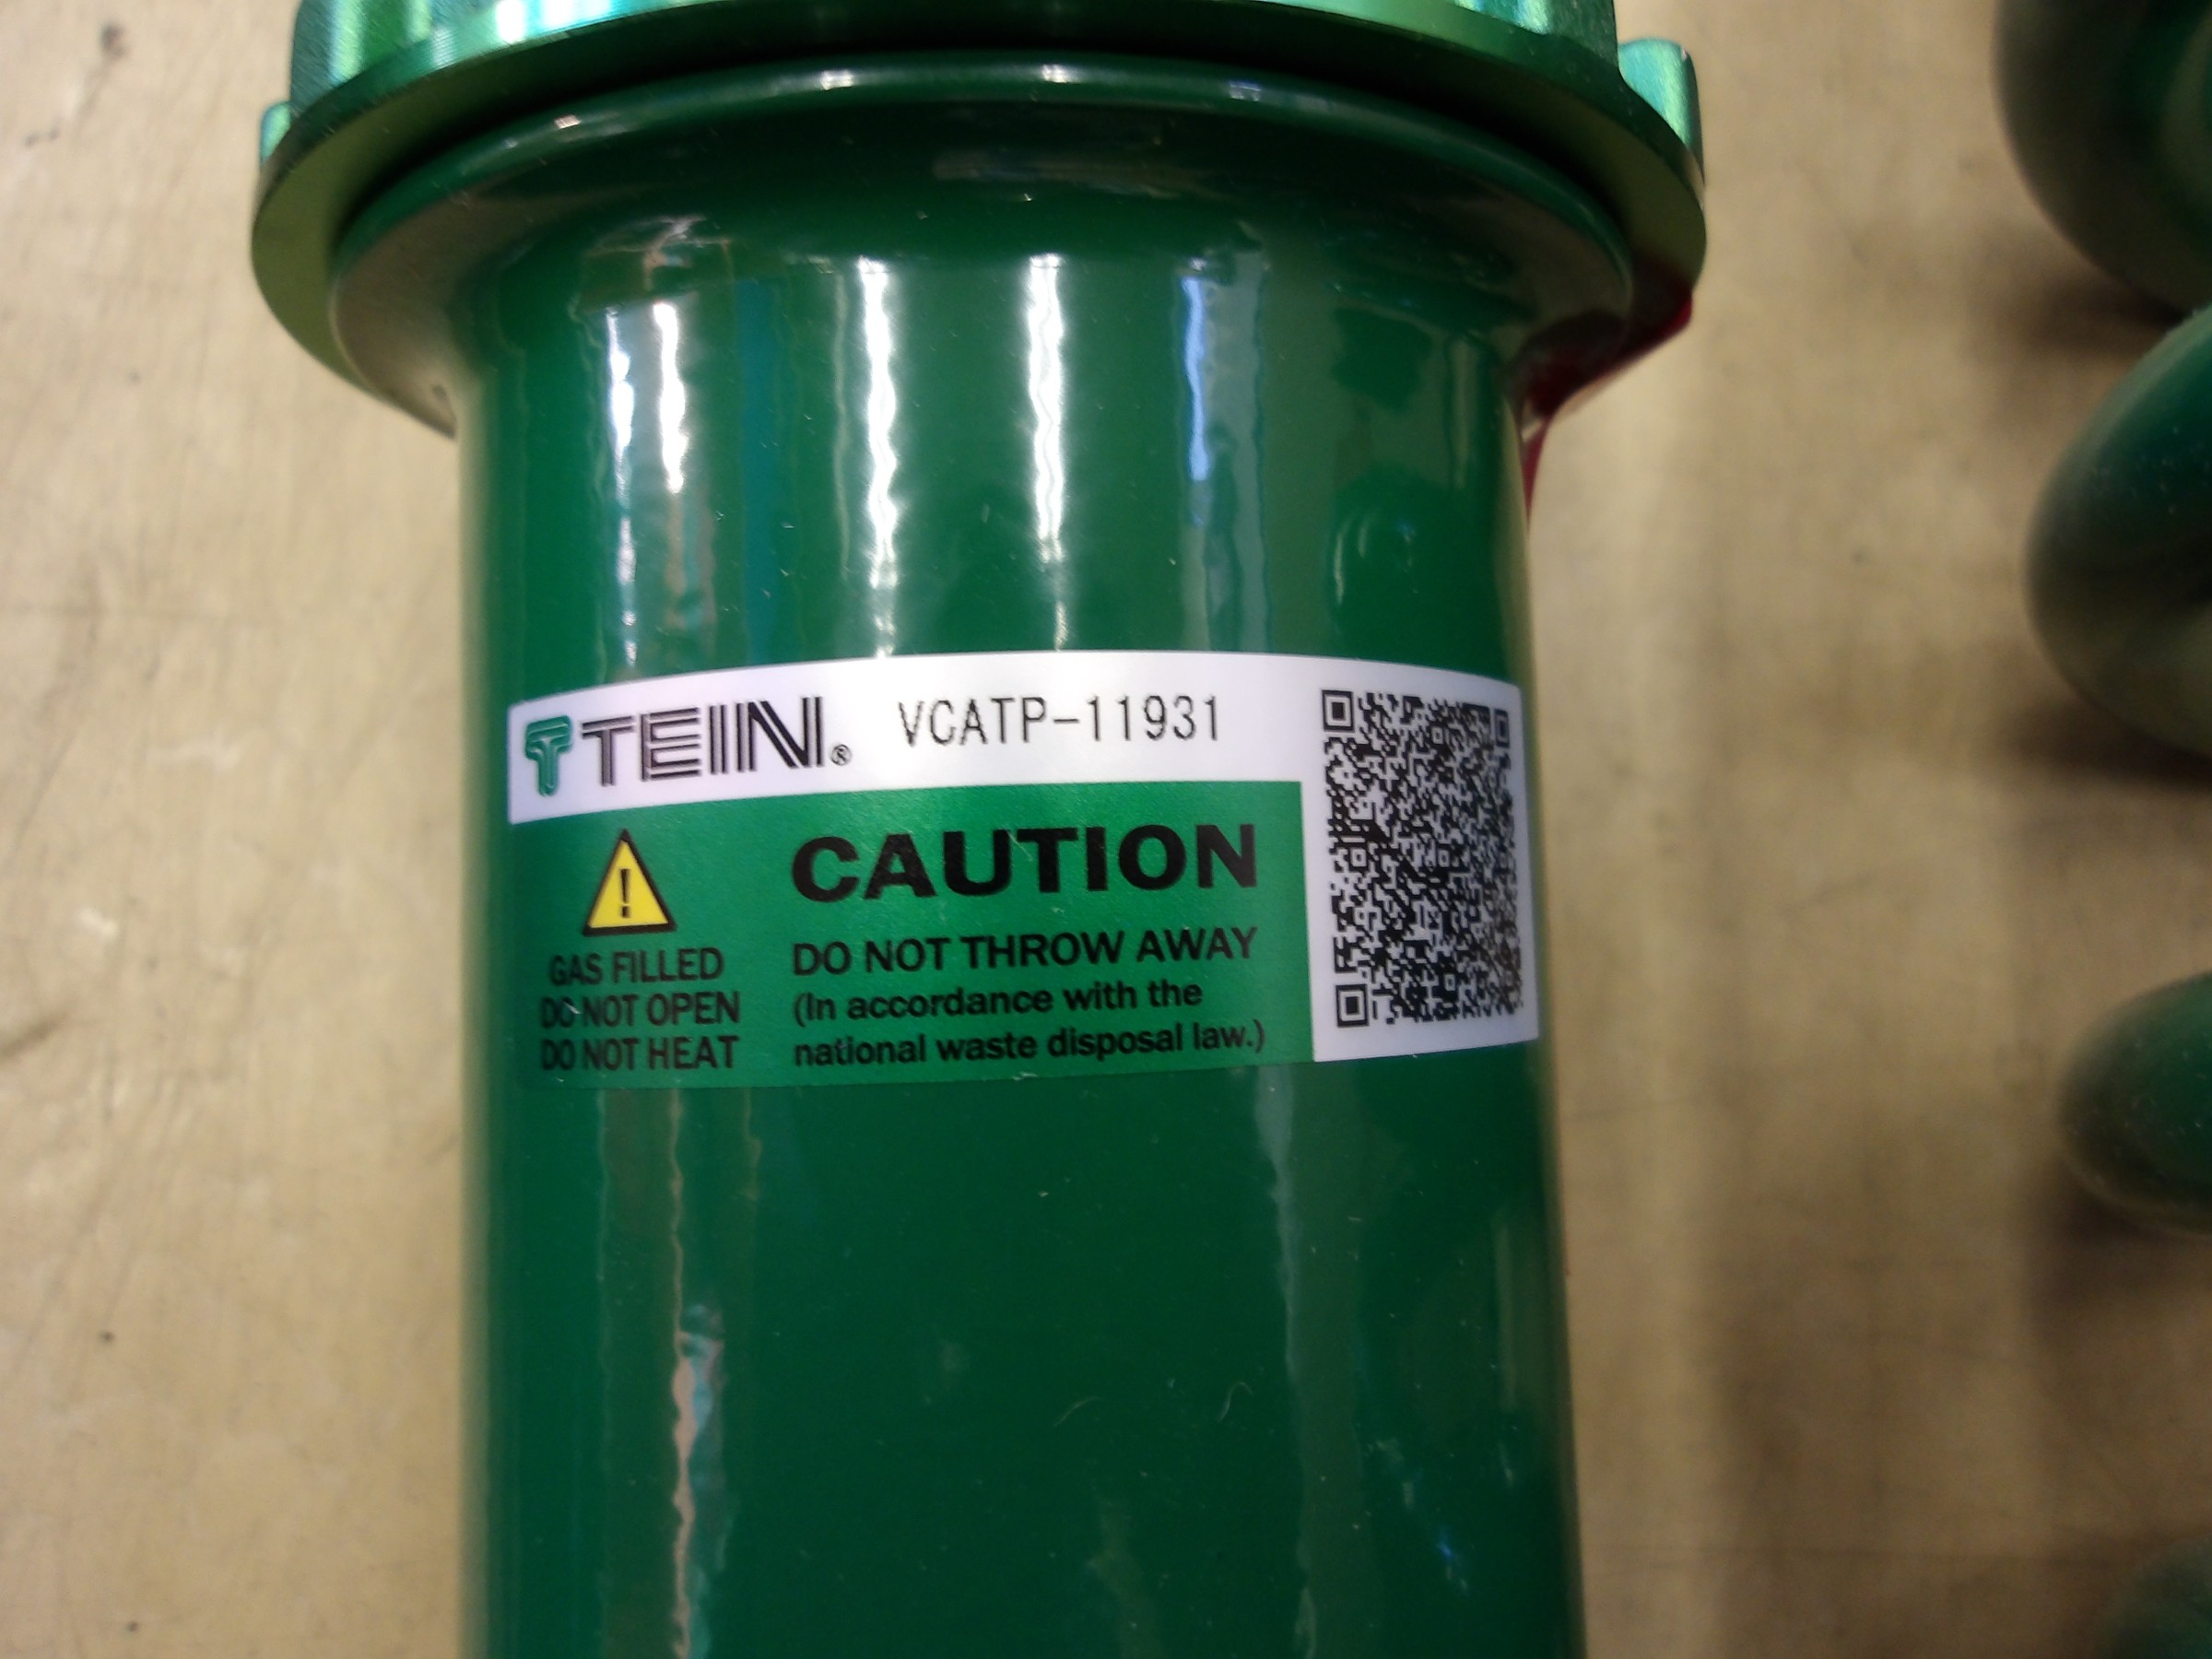 TEIN® VCATP-11931
CAUTION
GAS FILLED
DO NOT OPEN
DO NOT HEAT
DO NOT THROW AWAY
(In accordance with the
national waste disposal law.)